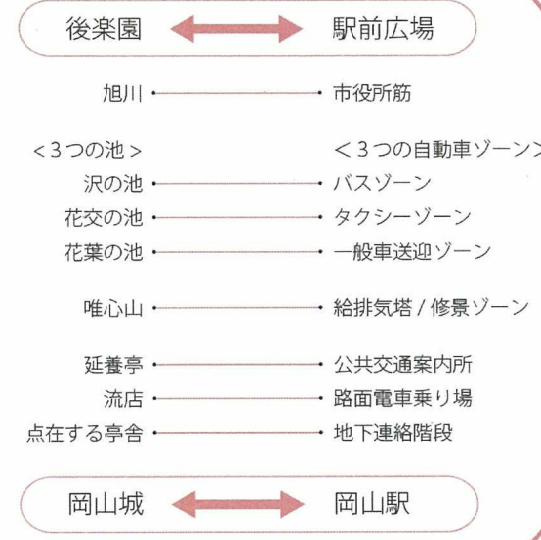 後楽園 駅前広場
旭川 市役所筋
<3つの池> <3つの自動車ゾーン>
沢の池 バスゾーン
花交の池 タクシーゾーン
花葉の池 一般車送迎ゾーン
唯心山 給排気塔 / 修景ゾーン
延養亭 公共交通案内所
流店 路面電車乗り場
点在する亭舎 地下連絡階段
岡山城 岡山駅